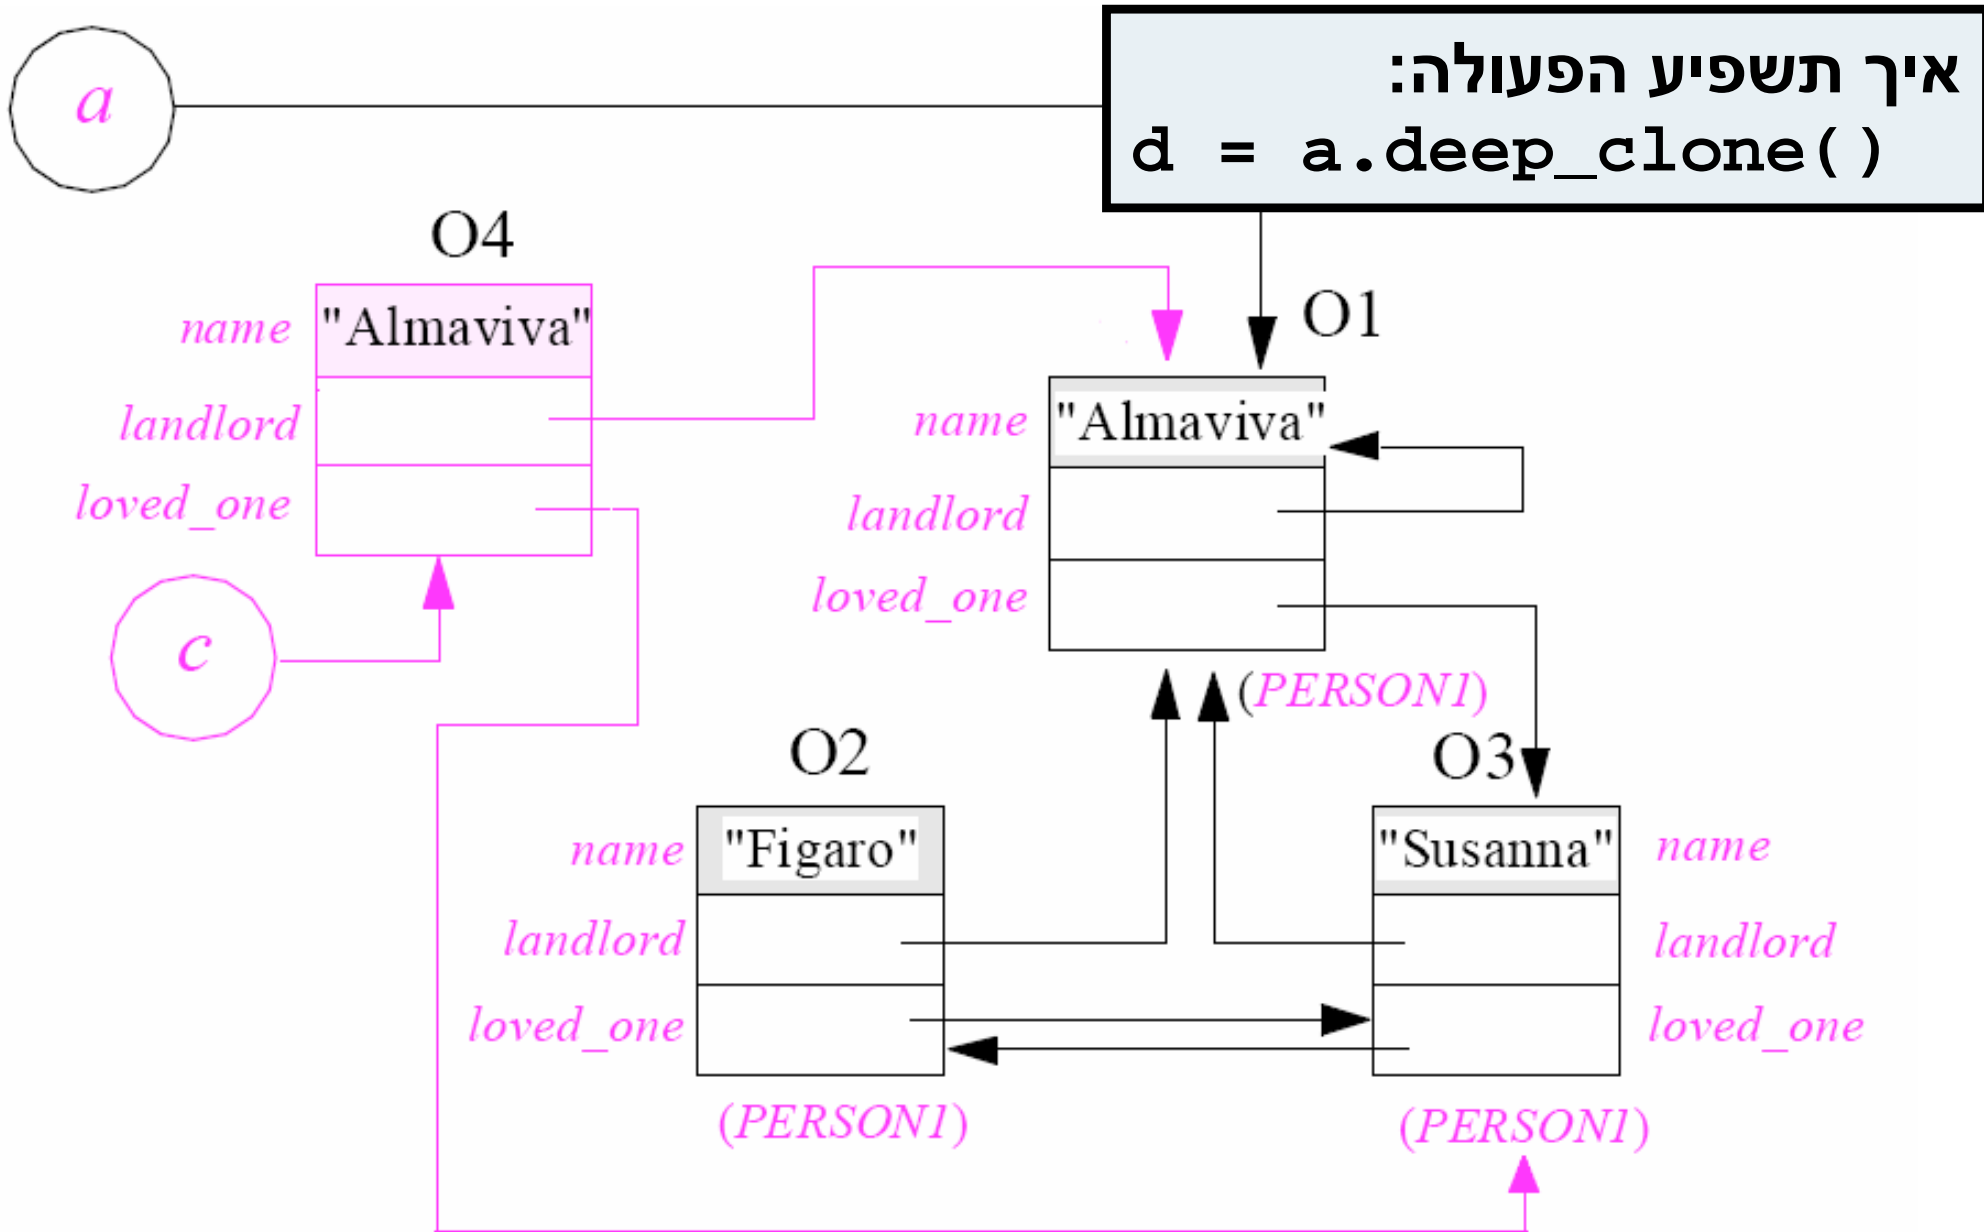 a
איך תשפיע הפעולה:
d = a.deep_clone()
O4
name "Almaviva"
landlord
loved_one
c
O1
name "Almaviva"
landlord
loved_one
(PERSON1)
O2
name "Figaro"
landlord
loved_one
(PERSON1)
O3
"Susanna" name
landlord
loved_one
(PERSON1)